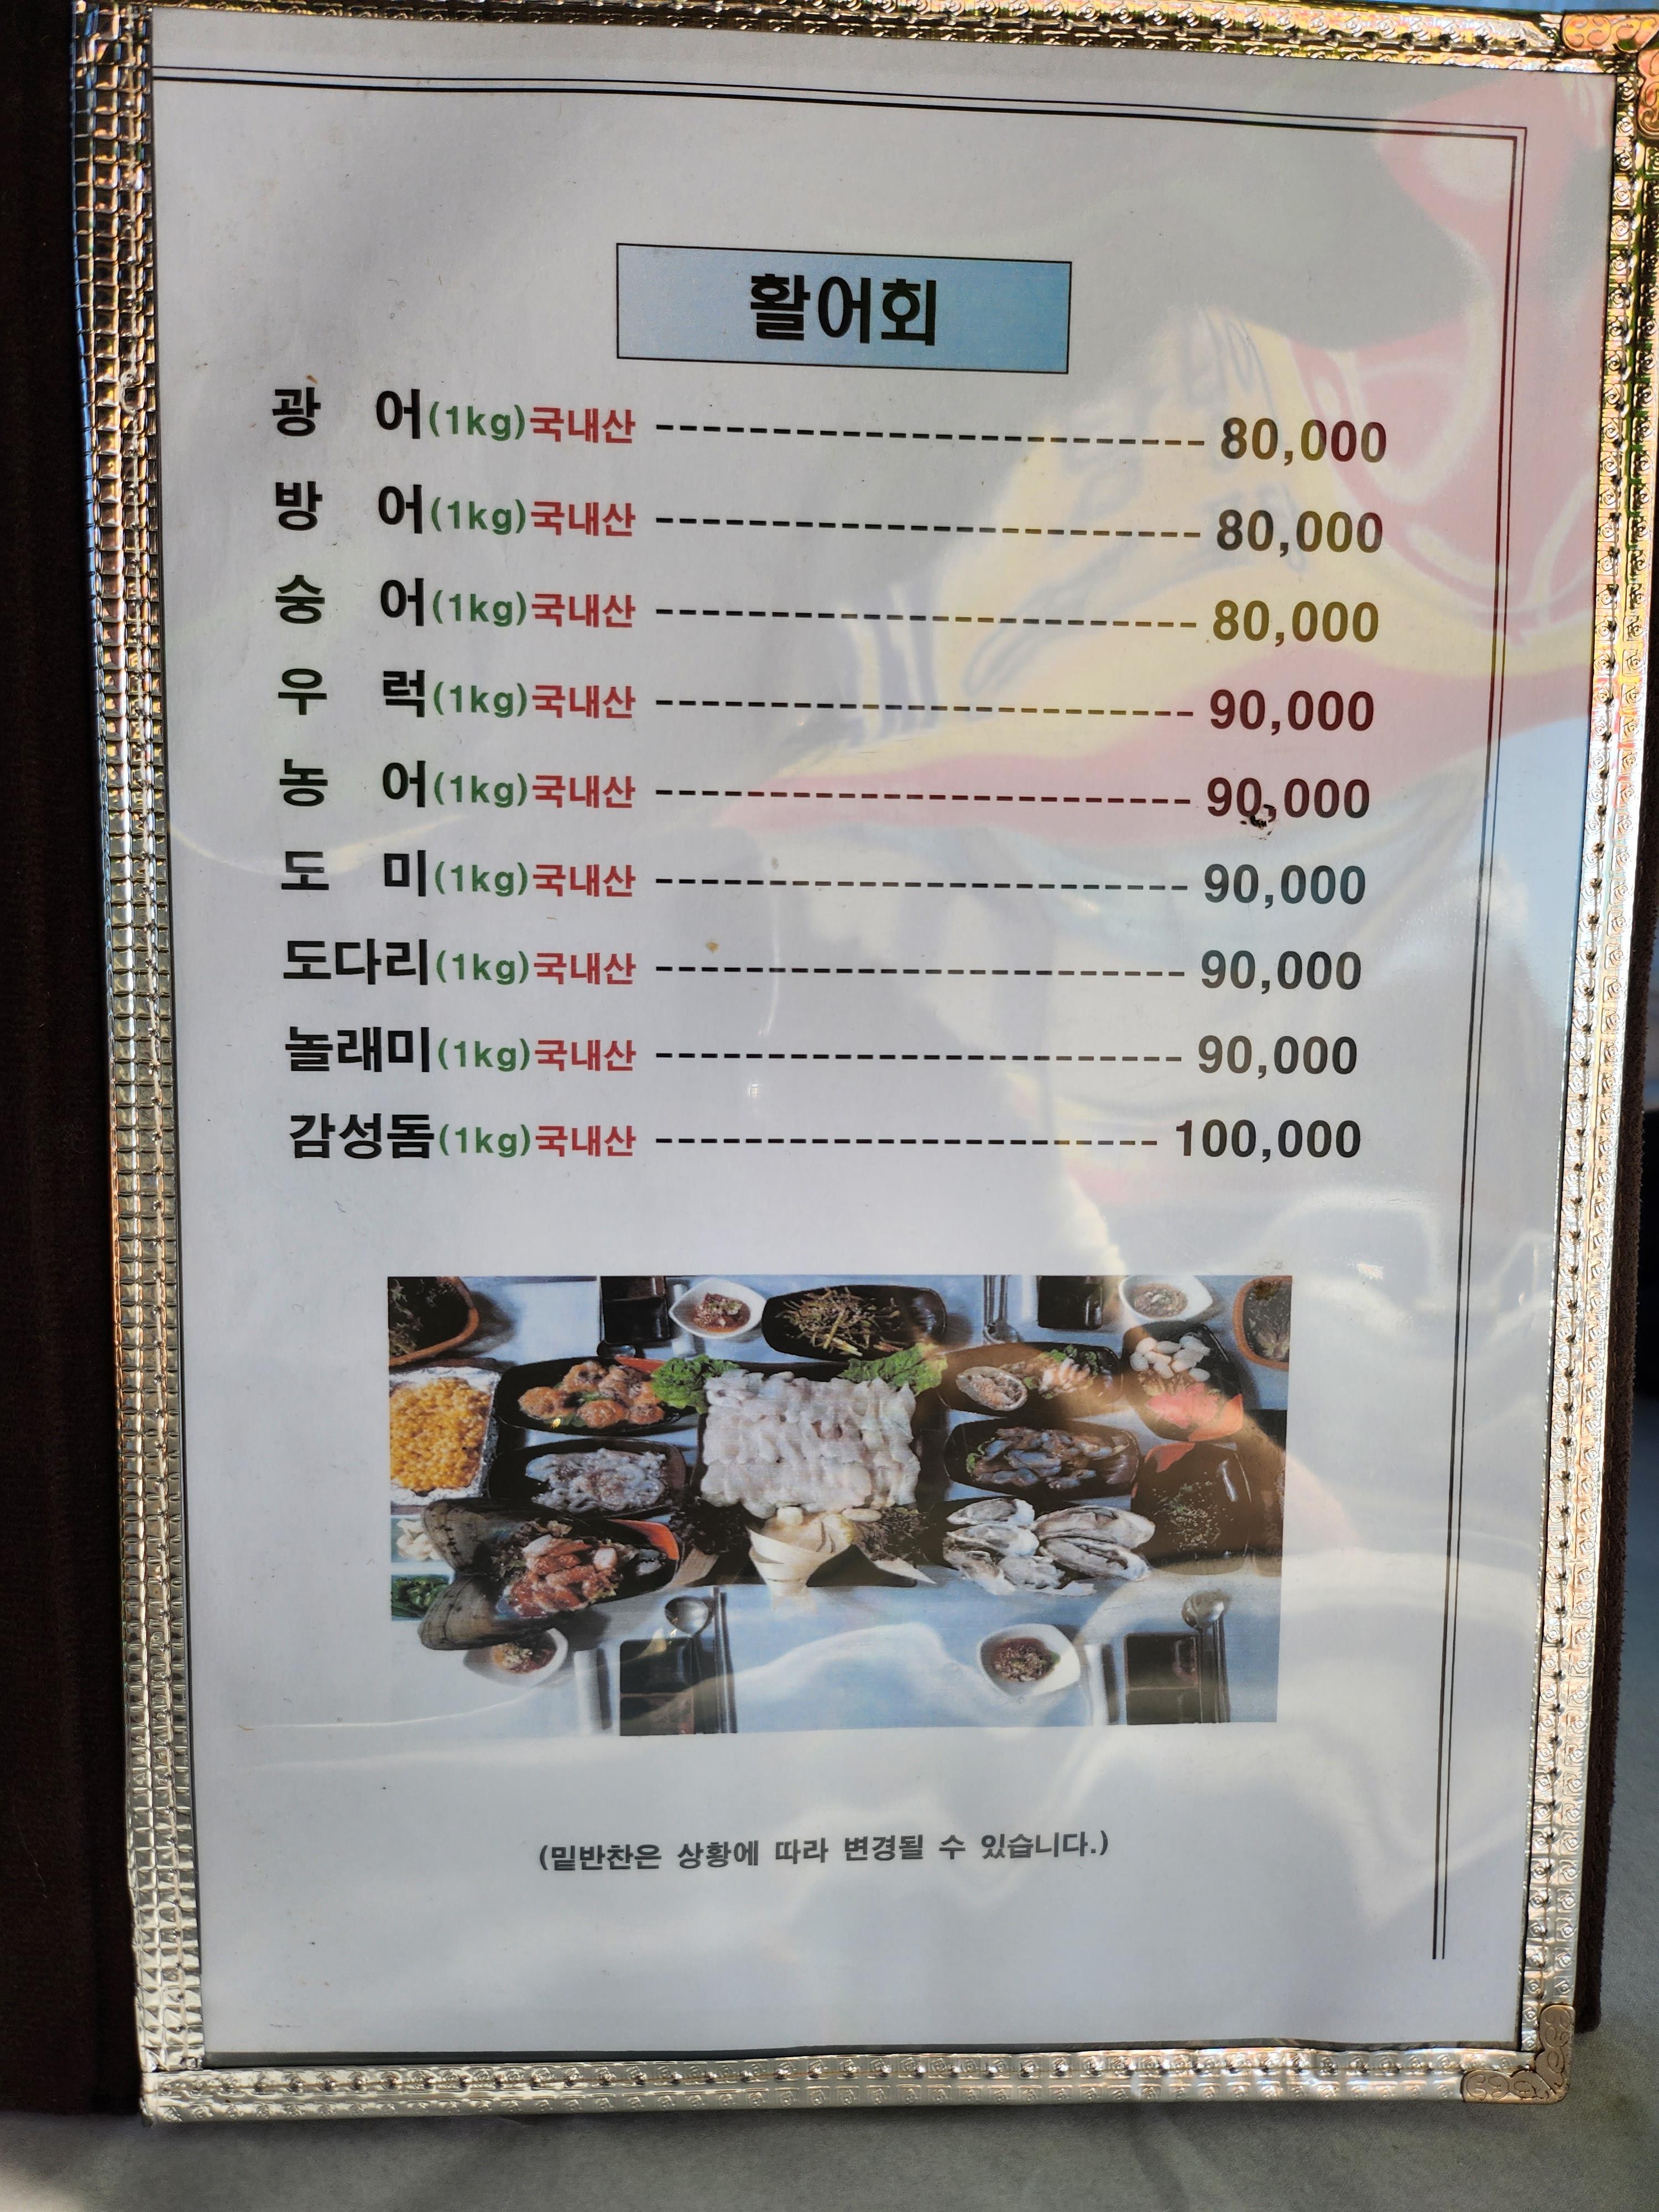 활어회
광 어(1kg)국내산 ------------------------ 80,000
방 어(1kg)국내산 ------------------------ 80,000
숭 어(1kg)국내산 ------------------------ 80,000
우 럭(1kg)국내산 ------------------------ 90,000
농 어(1kg)국내산 ------------------------ 90,000
도 미(1kg)국내산 ------------------------ 90,000
도다리(1kg)국내산 ------------------------ 90,000
놀래미(1kg)국내산 ------------------------ 90,000
감성돔(1kg)국내산 ---------------------- 100,000
(밑반찬은 상황에 따라 변경될 수 있습니다.)